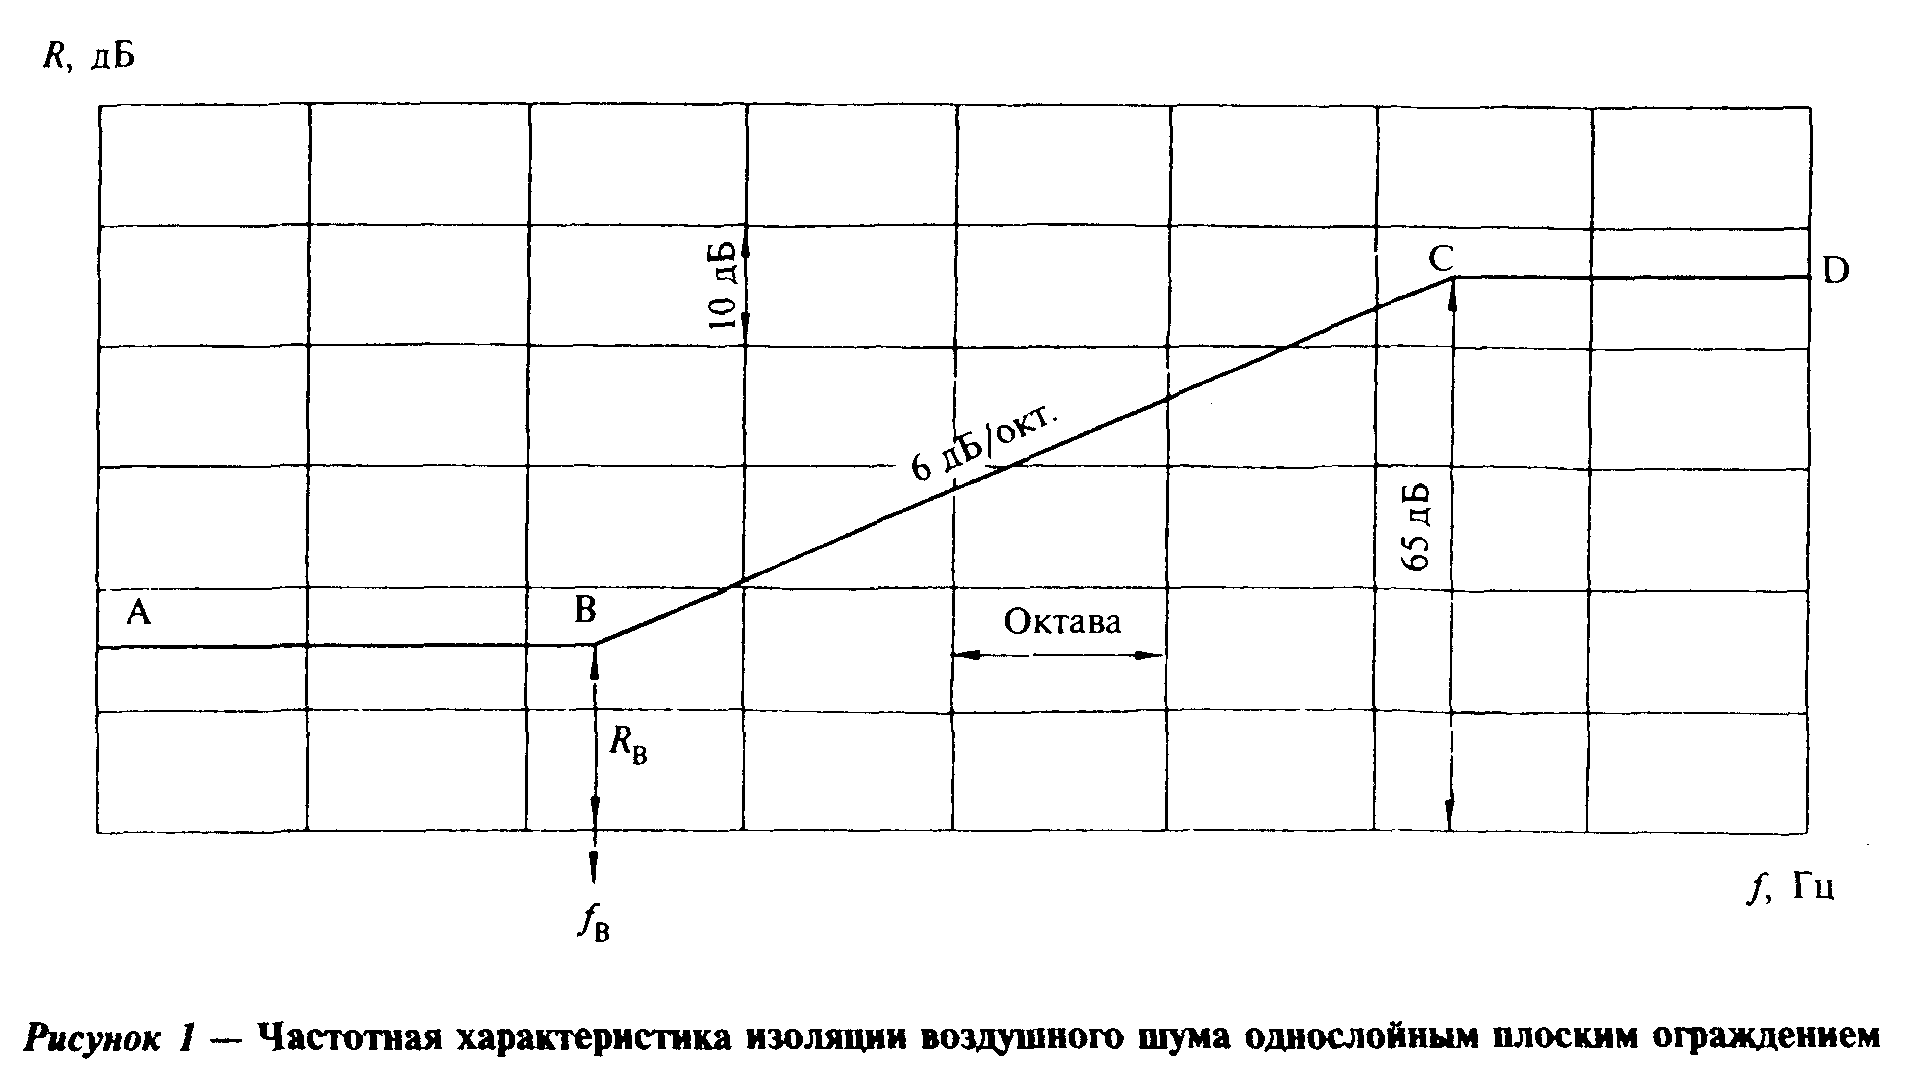 R, дБ
10 дБ
C
D
6 дБ/окт.
65 дБ
A
B
Октава
R_B
f, Гц
f_B
Рисунок 1 — Частотная характеристика изоляции воздушного шума однослойным плоским ограждением